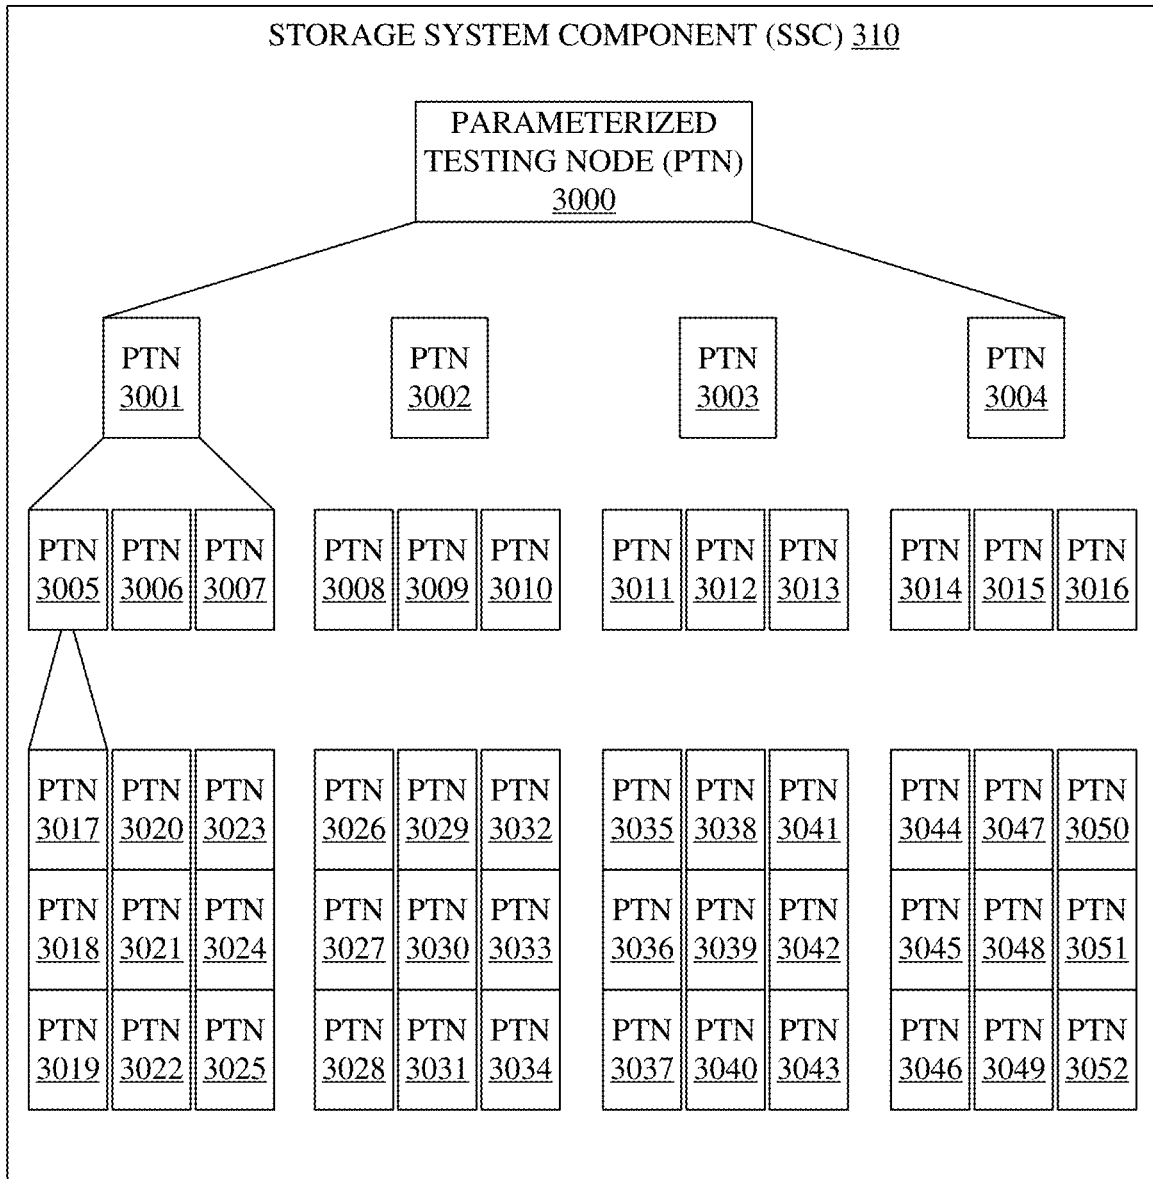 STORAGE SYSTEM COMPONENT (SSC) 310
PARAMETERIZED
TESTING NODE (PTN)
3000
PTN PTN PTN PTN
3001 3002 3003 3004
PTN PTN PTN PTN PTN PTN PTN PTN PTN PTN PTN PTN
3005 3006 3007 3008 3009 3010 3011 3012 3013 3014 3015 3016
PTN PTN PTN PTN PTN PTN PTN PTN PTN PTN PTN PTN
3017 3020 3023 3026 3029 3032 3035 3038 3041 3044 3047 3050
PTN PTN PTN PTN PTN PTN PTN PTN PTN PTN PTN PTN
3018 3021 3024 3027 3030 3033 3036 3039 3042 3045 3048 3051
PTN PTN PTN PTN PTN PTN PTN PTN PTN PTN PTN PTN
3019 3022 3025 3028 3031 3034 3037 3040 3043 3046 3049 3052